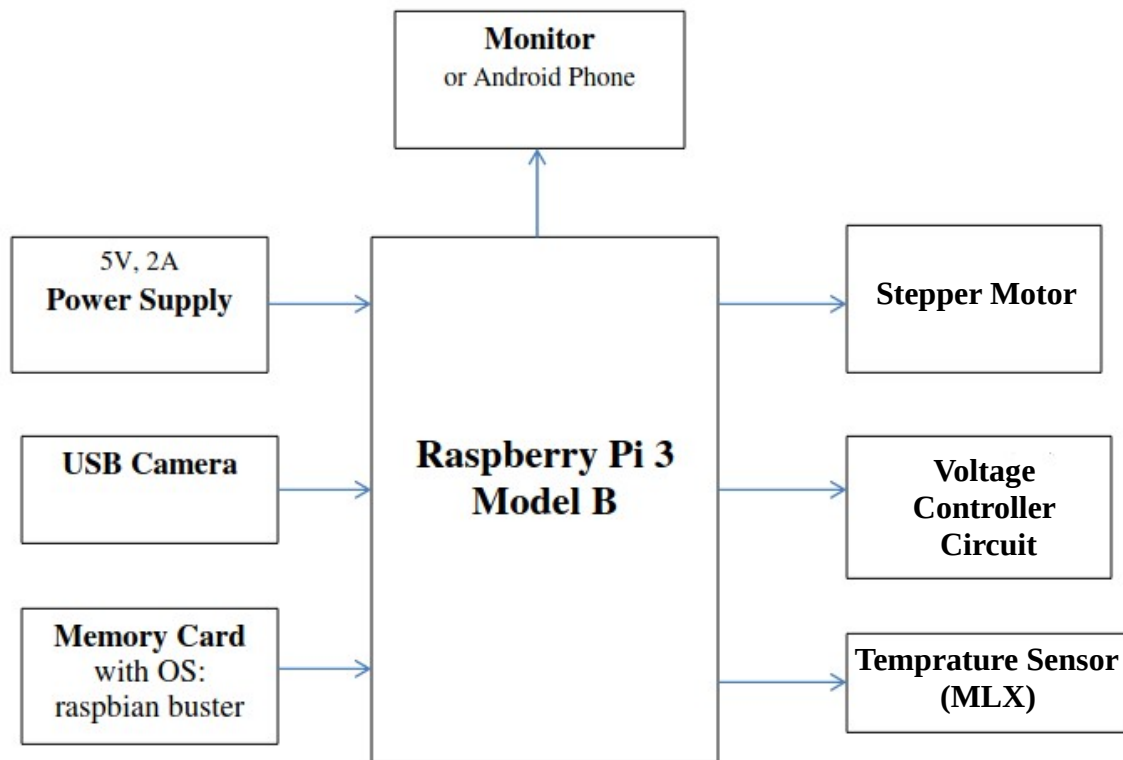 Monitor
or Android Phone
5V, 2A
Power Supply
USB Camera
Memory Card
with OS:
raspbian buster
Raspberry Pi 3
Model B
Stepper Motor
Voltage
Controller
Circuit
Temprature Sensor
(MLX)